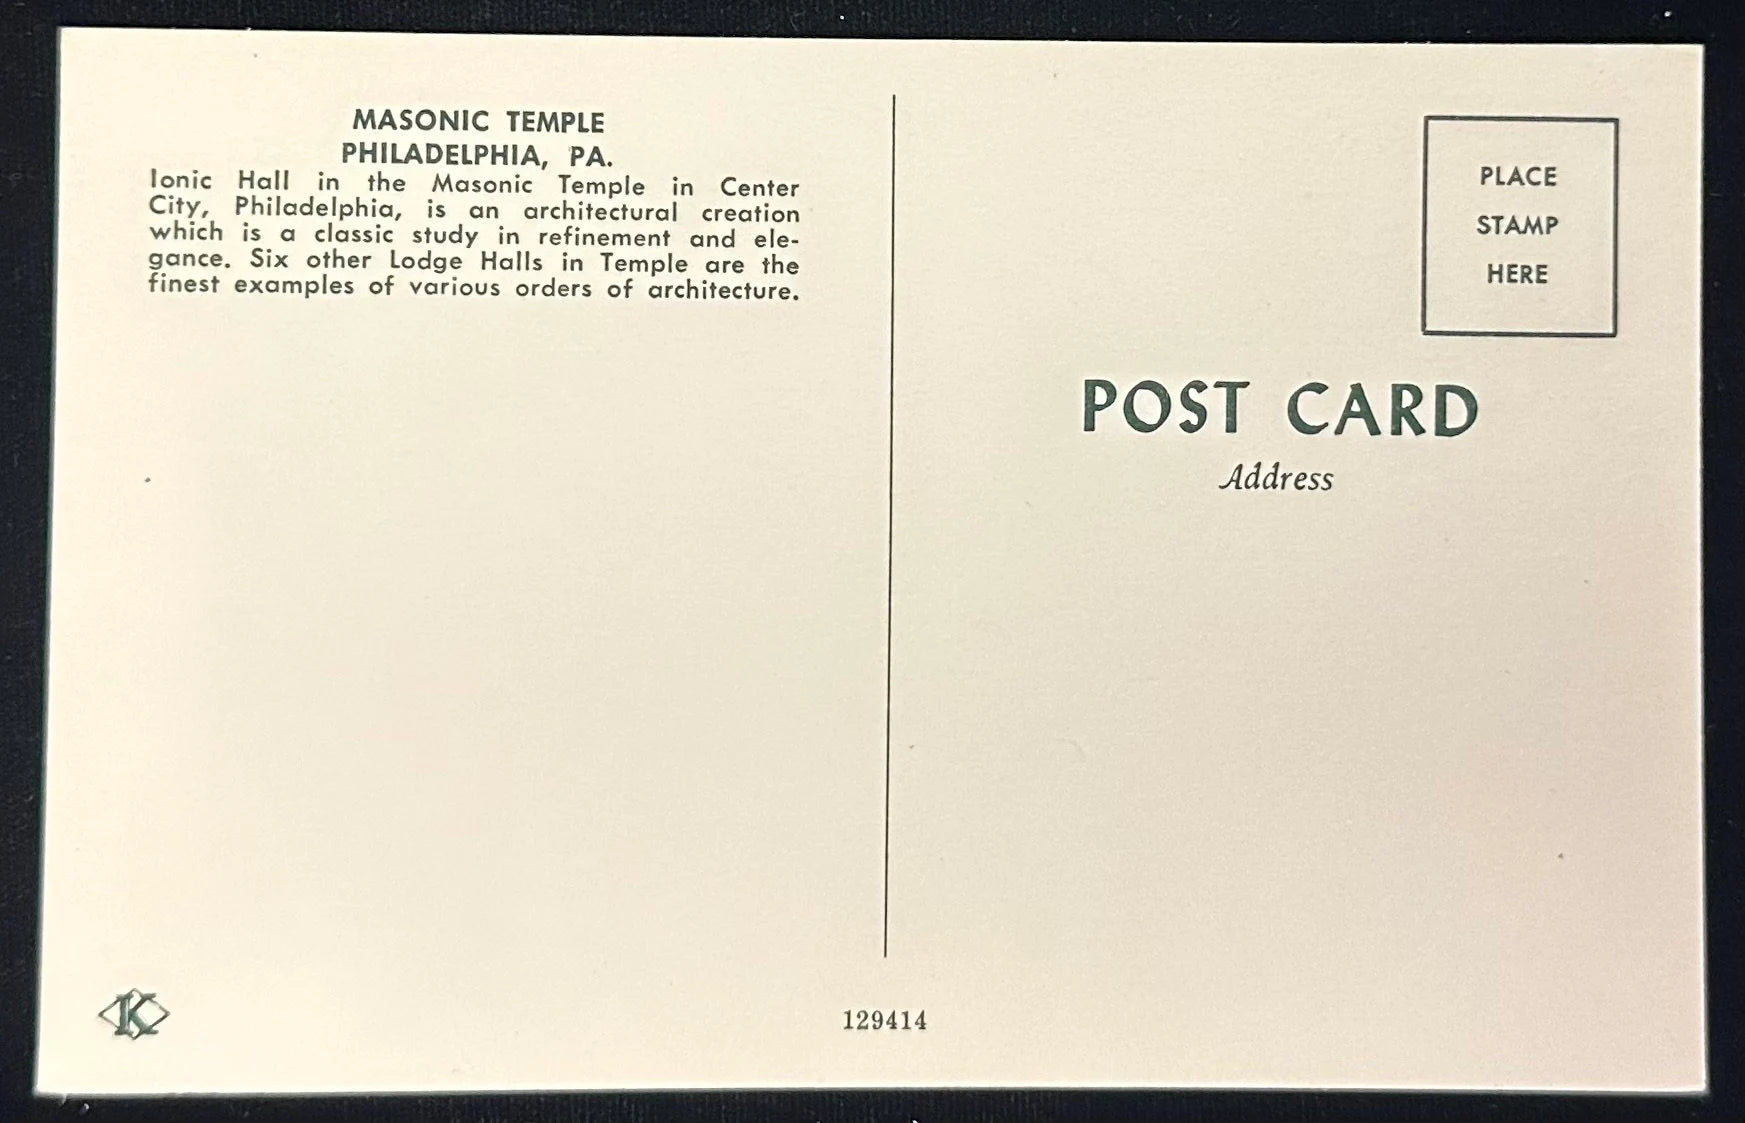 MASONIC TEMPLE
PHILADELPHIA, PA.
Ionic Hall in the Masonic Temple in Center
City, Philadelphia, is an architectural creation
which is a classic study in refinement and ele-
gance. Six other Lodge Halls in Temple are the
finest examples of various orders of architecture.
PLACE
STAMP
HERE
POST CARD
Address
K
129414